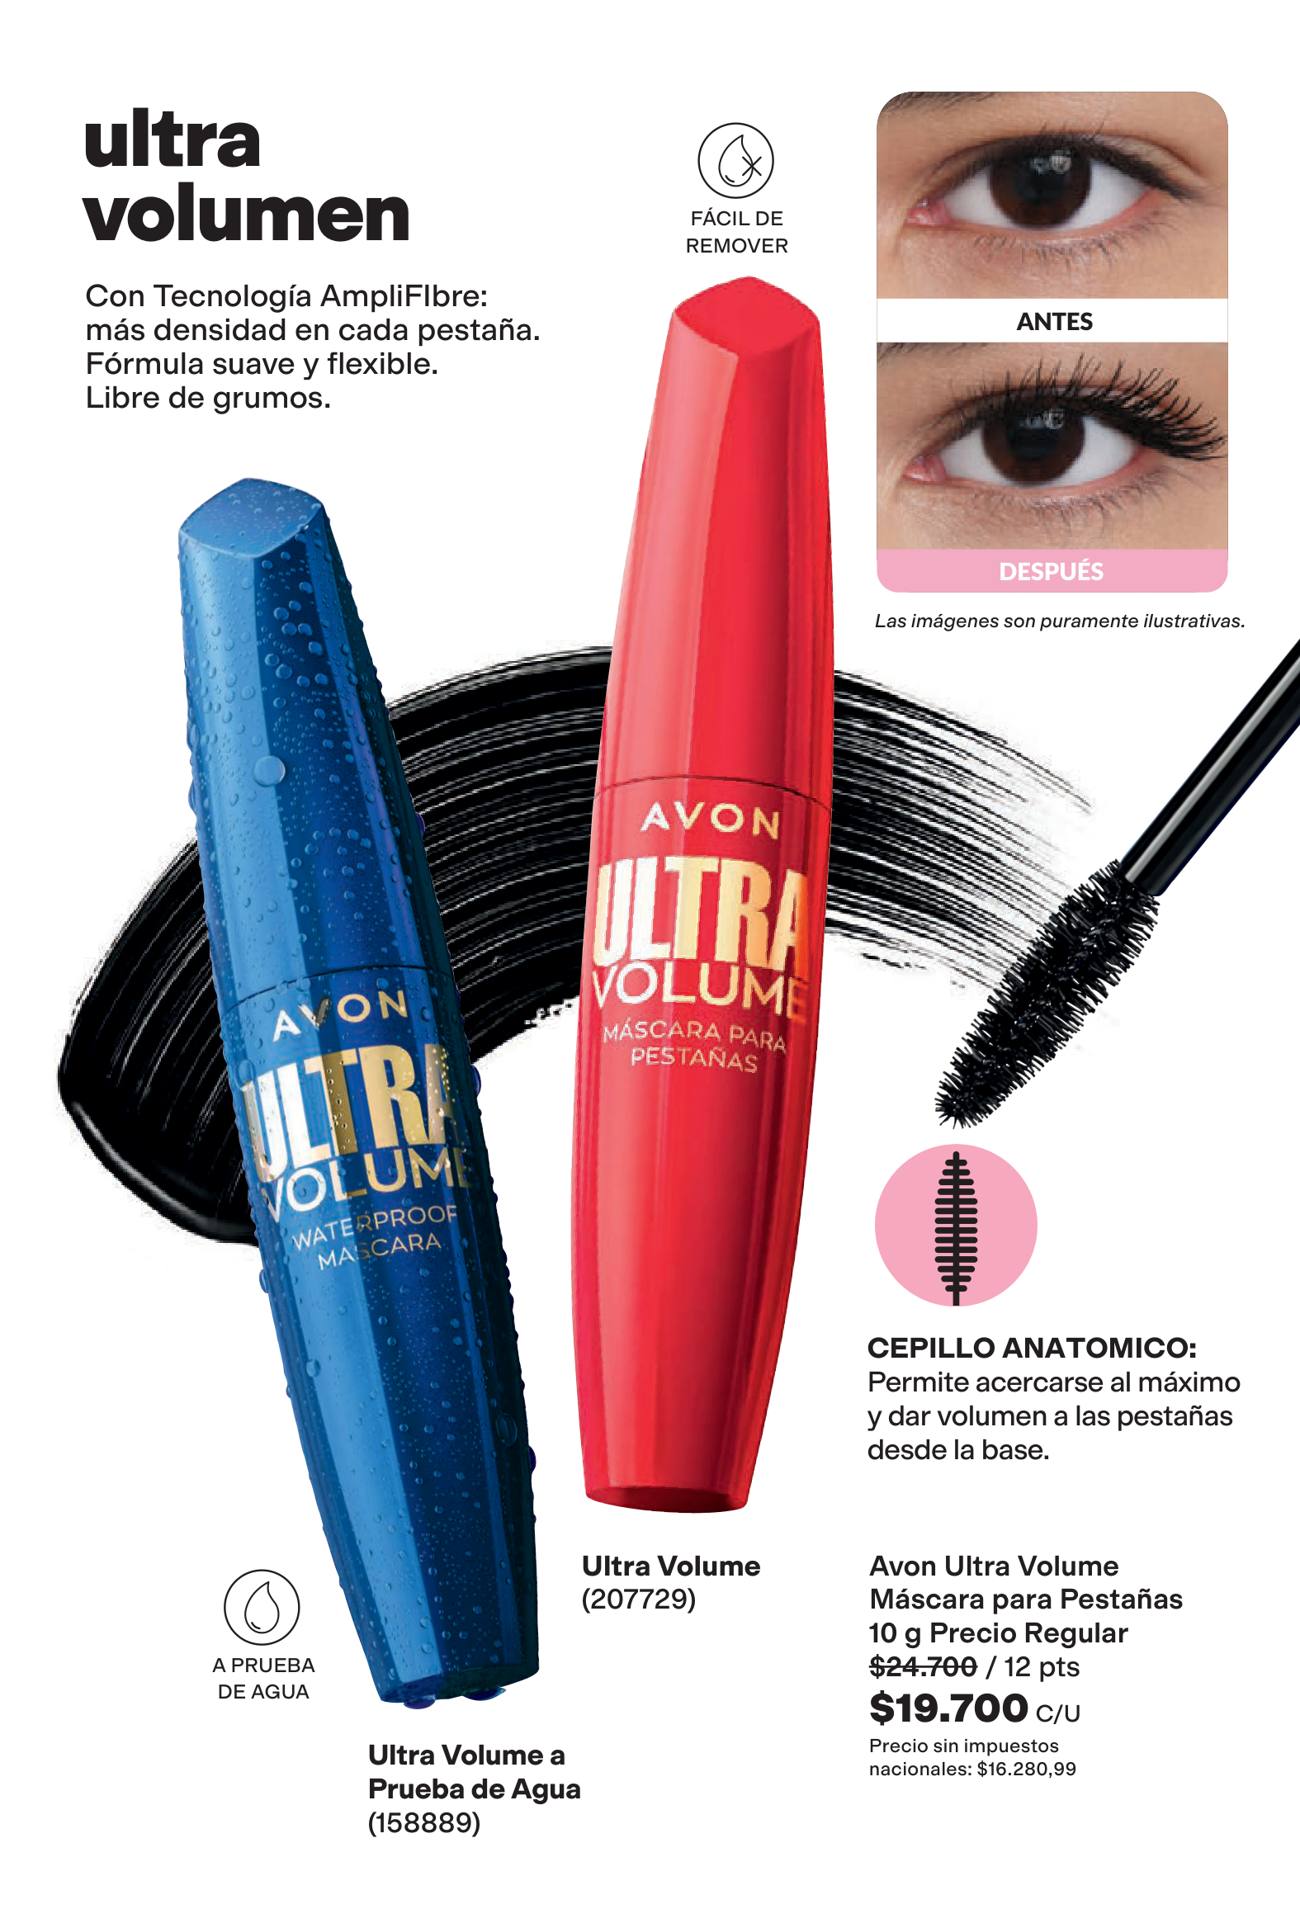 ultra
volumen
Con Tecnología AmpliFIbre:
más densidad en cada pestaña.
Fórmula suave y flexible.
Libre de grumos.
FÁCIL DE
REMOVER
ANTES
DESPUÉS
Las imágenes son puramente ilustrativas.
AVON
ULTRA
VOLUME
MÁSCARA PARA
PESTAÑAS
AVON
ULTRA
VOLUME
WATERPROOF
MASCARA
CEPILLO ANATOMICO:
Permite acercarse al máximo
y dar volumen a las pestañas
desde la base.
Ultra Volume
(207729)
A PRUEBA
DE AGUA
Ultra Volume a
Prueba de Agua
(158889)
Avon Ultra Volume
Máscara para Pestañas
10 g Precio Regular
$24.700 / 12 pts
$19.700 C/U
Precio sin impuestos
nacionales: $16.280,99